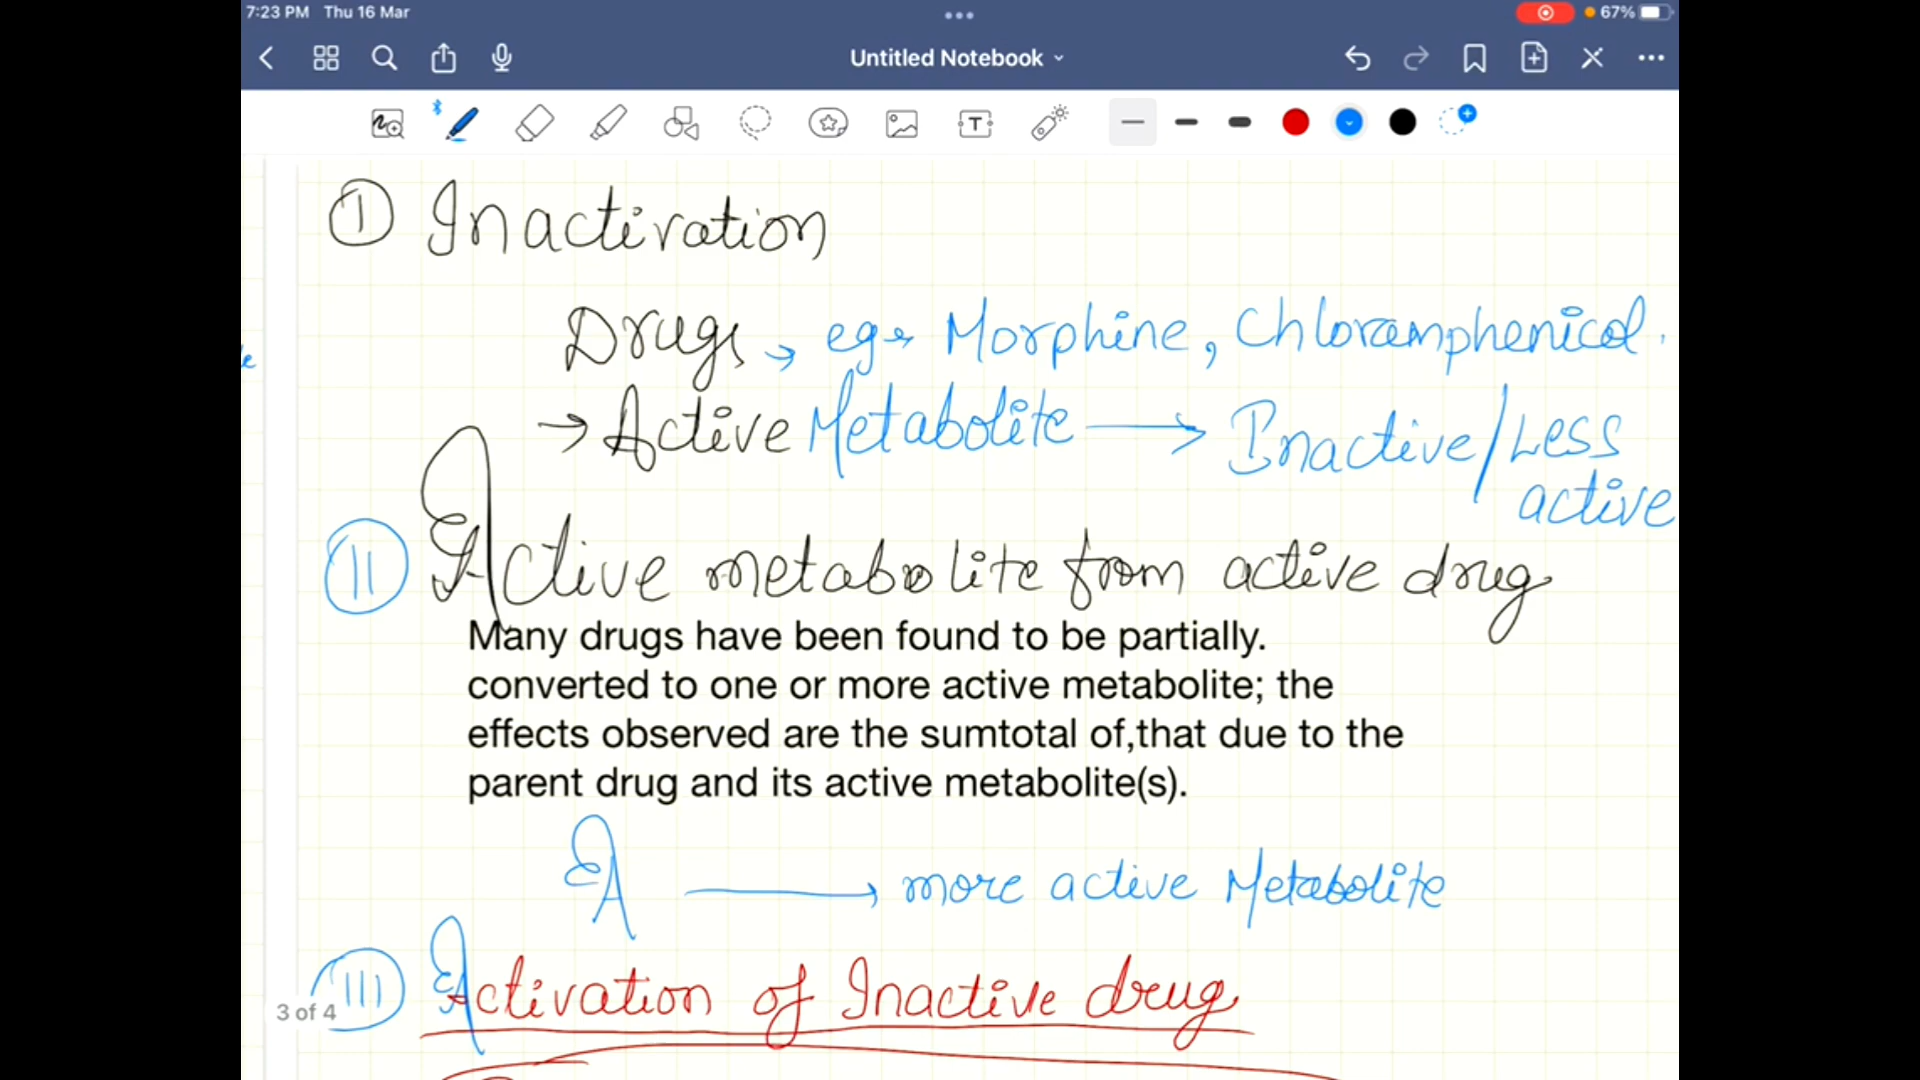 7:23 PM Thu 16 Mar
67%
Untitled Notebook
T
I Inactivation
Drugs → eg → Morphine, Chloramphenicol.
→ Active Metabolite → Inactive/Less
active
II Active metabolite from active drug
Many drugs have been found to be partially.
converted to one or more active metabolite; the
effects observed are the sumtotal of,that due to the
parent drug and its active metabolite(s).
A → more active Metabolite
III Activation of Inactive drug
3 of 4